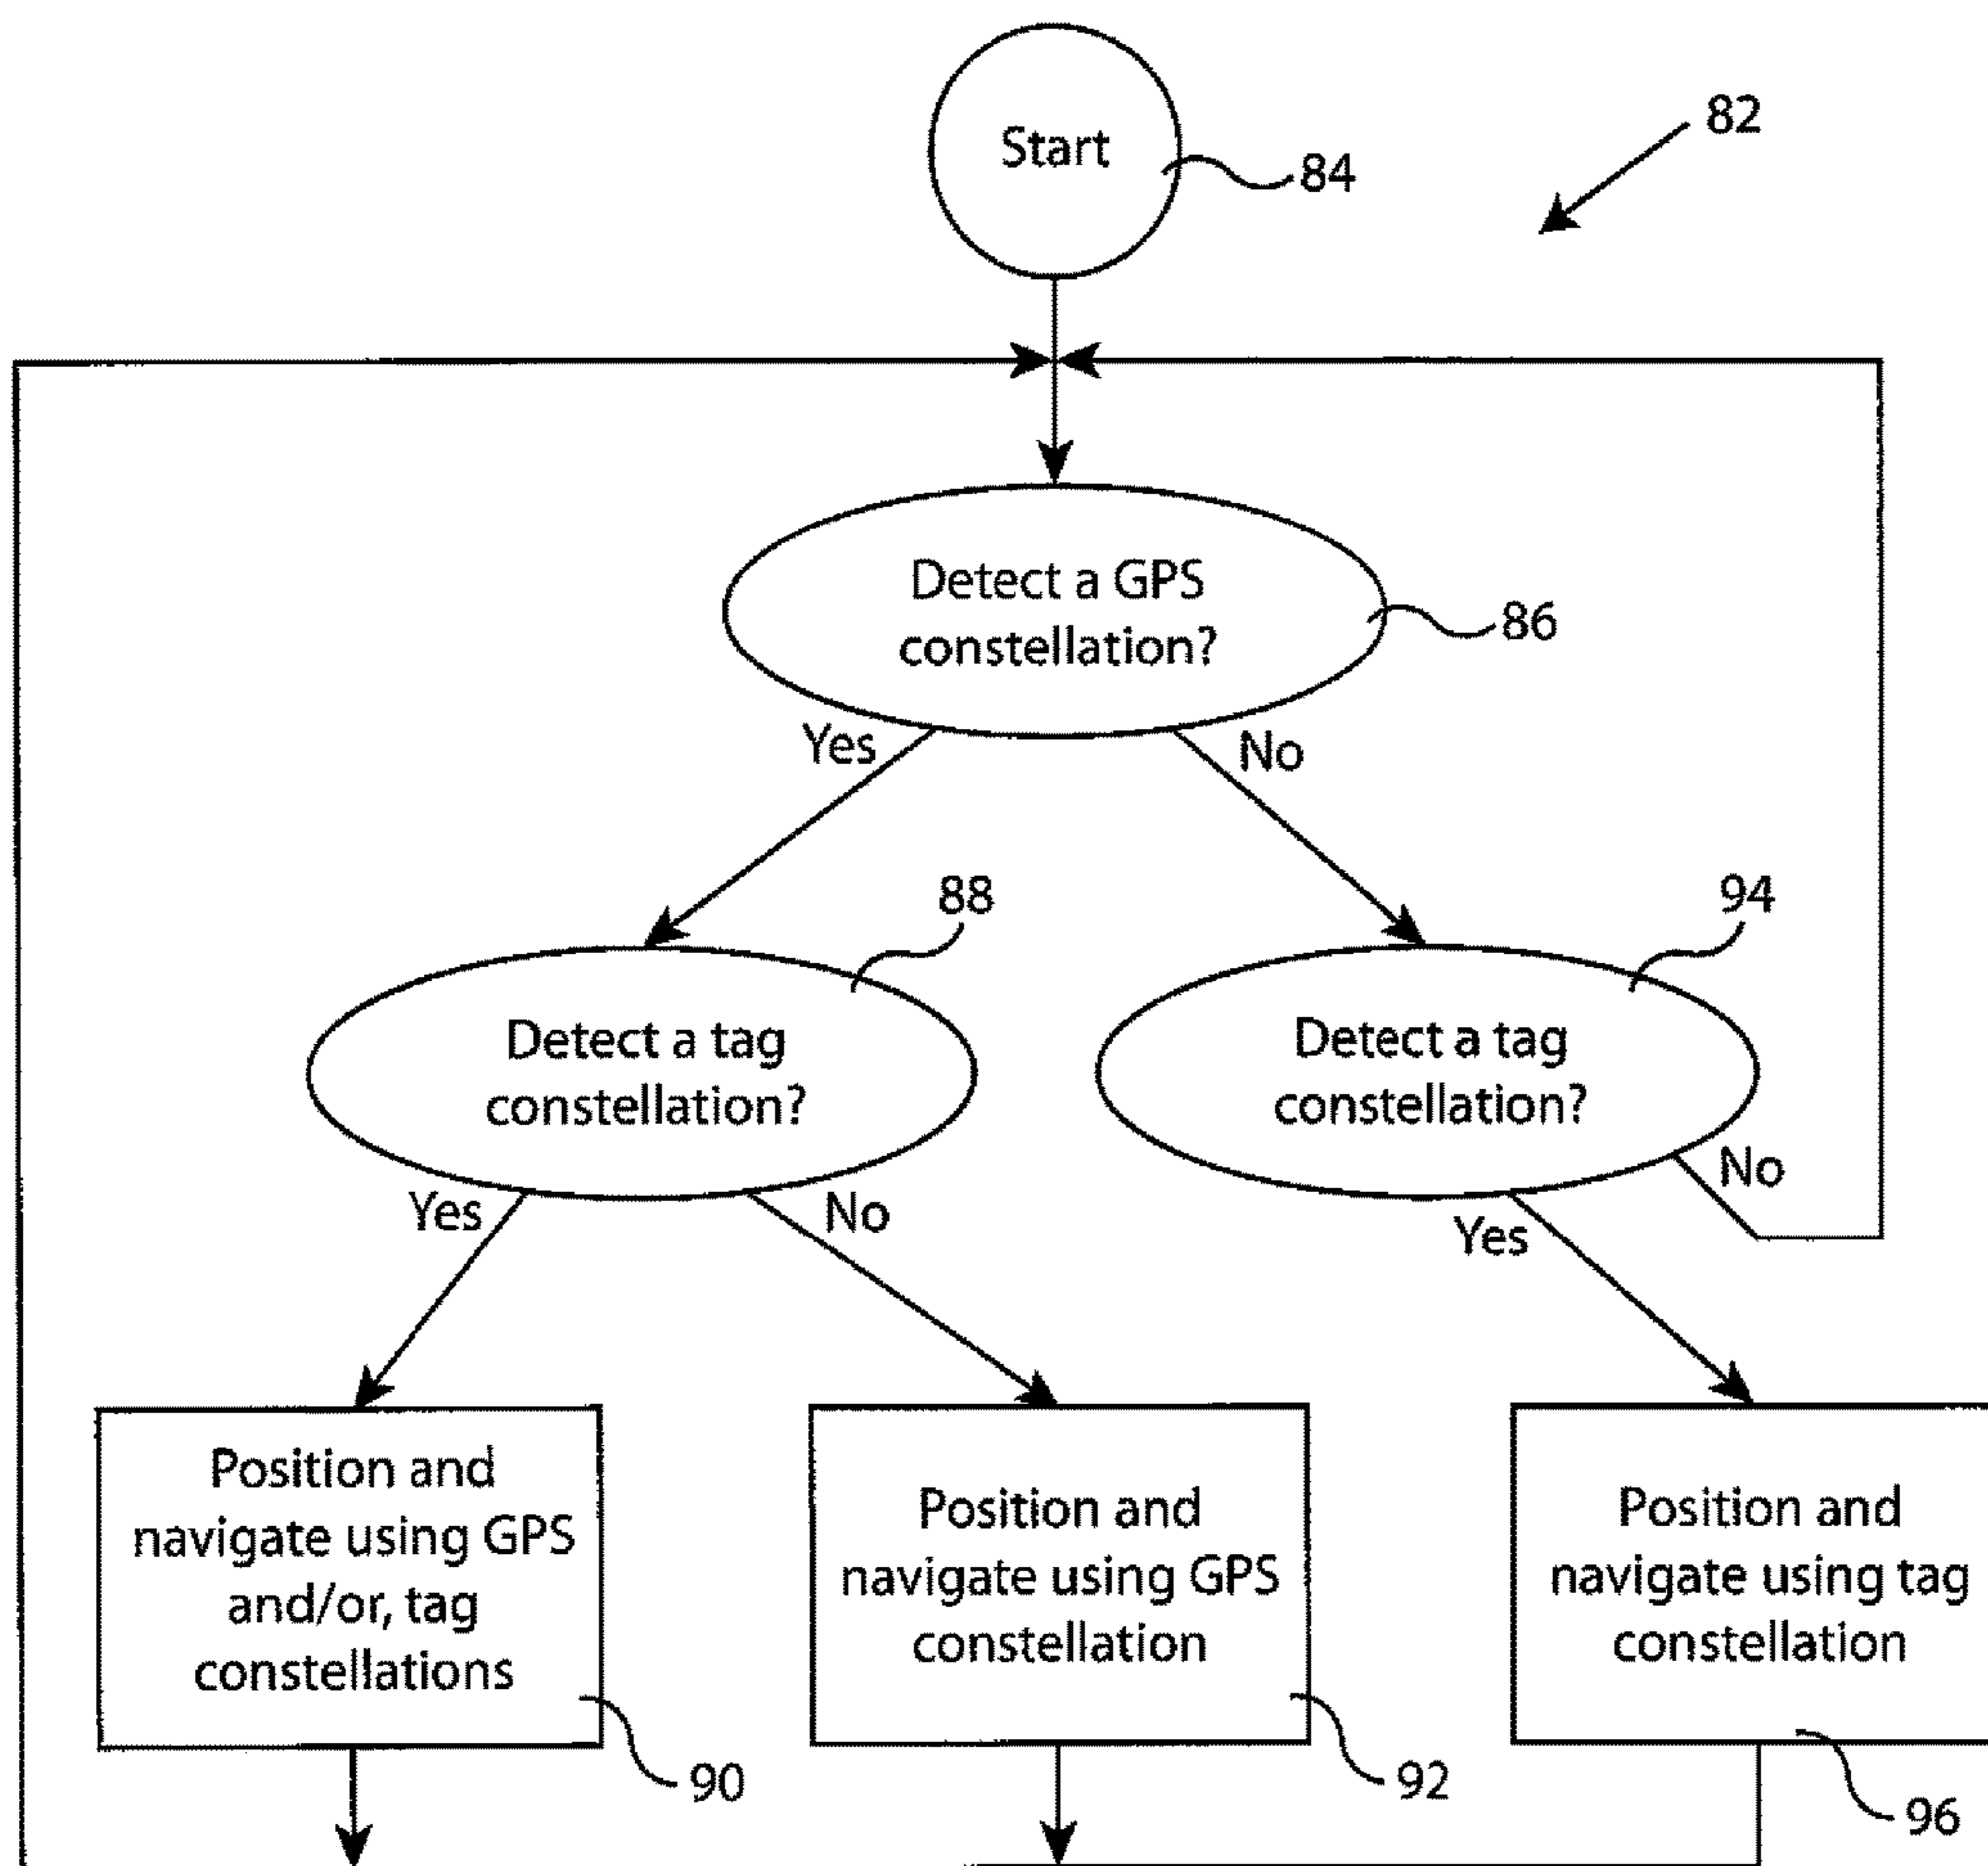 Start
82
84
Detect a GPS
constellation?
86
Yes
No
88
94
Detect a tag
constellation?
Detect a tag
constellation?
Yes
No
Yes
No
Position and
navigate using GPS
and/or, tag
constellations
Position and
navigate using GPS
constellation
Position and
navigate using tag
constellation
90
92
96